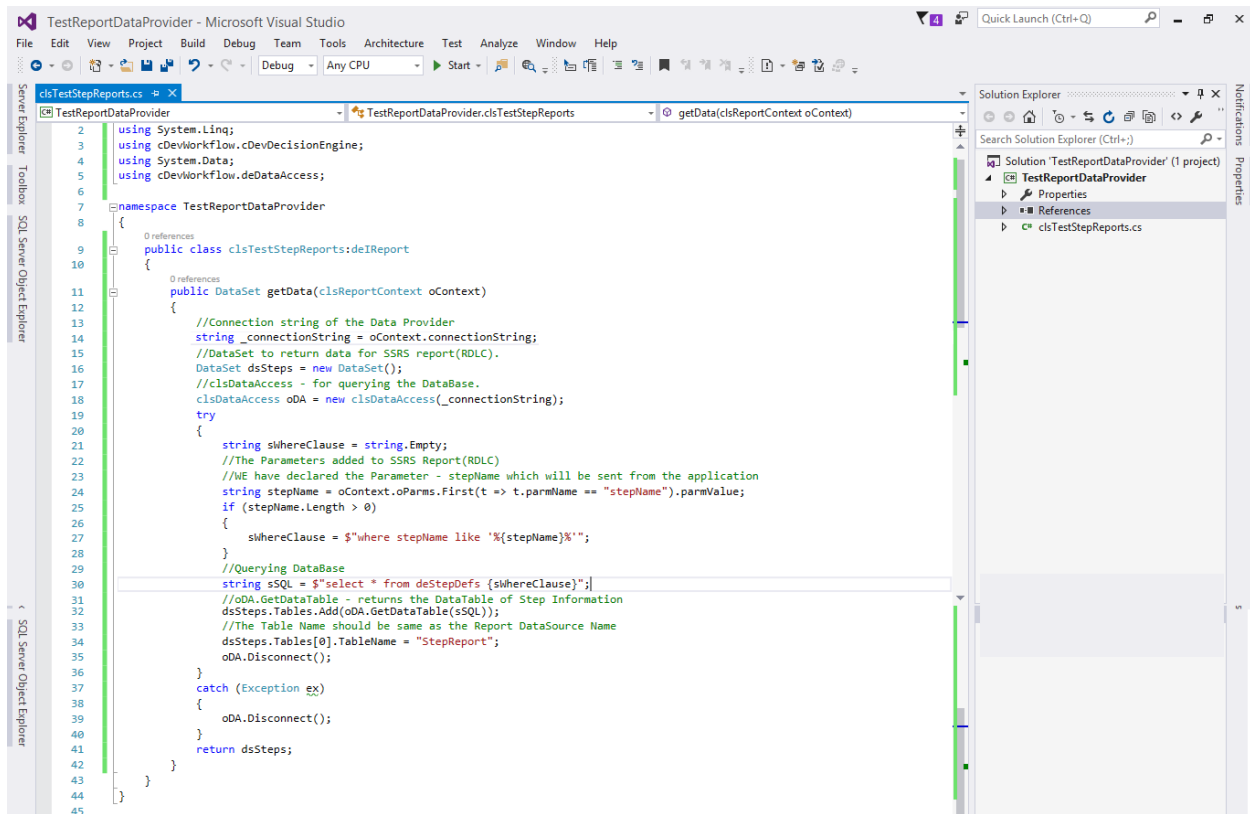 TestReportDataProvider - Microsoft Visual Studio
4
Quick Launch (Ctrl+Q)
File Edit View Project Build Debug Team Tools Architecture Test Analyze Window Help
Debug Any CPU Start
Server Explorer
Toolbox
SQL Server Object Explorer
clsTestStepReports.cs
TestReportDataProvider TestReportDataProvider.clsTestStepReports getData(clsReportContext oContext)
2 using System.Linq;
3 using cDevWorkflow.cDevDecisionEngine;
4 using System.Data;
5 using cDevWorkflow.deDataAccess;
6
7 namespace TestReportDataProvider
8 {
0 references
9 public class clsTestStepReports:deIReport
10 {
0 references
11 public DataSet getData(clsReportContext oContext)
12 {
13 //Connection string of the Data Provider
14 string _connectionString = oContext.connectionString;
15 //DataSet to return data for SSRS report(RDLC).
16 DataSet dsSteps = new DataSet();
17 //clsDataAccess - for querying the DataBase.
18 clsDataAccess oDA = new clsDataAccess(_connectionString);
19 try
20 {
21 string sWhereClause = string.Empty;
22 //The Parameters added to SSRS Report(RDLC)
23 //WE have declared the Parameter - stepName which will be sent from the application
24 string stepName = oContext.oParms.First(t => t.parmName == "stepName").parmValue;
25 if (stepName.Length > 0)
26 {
27 sWhereClause = $"where stepName like '%{stepName}%'";
28 }
29 //Querying DataBase
30 string sSQL = $"select * from deStepDefs {sWhereClause}";
31 //oDA.GetDataTable - returns the DataTable of Step Information
32 dsSteps.Tables.Add(oDA.GetDataTable(sSQL));
33 //The Table Name should be same as the Report DataSource Name
34 dsSteps.Tables[0].TableName = "StepReport";
35 oDA.Disconnect();
36 }
37 catch (Exception ex)
38 {
39 oDA.Disconnect();
40 }
41 return dsSteps;
42 }
43 }
44 }
45
SQL Server Object Explorer
Solution Explorer
Search Solution Explorer (Ctrl+;)
Solution 'TestReportDataProvider' (1 project)
C# TestReportDataProvider
Properties
References
C# clsTestStepReports.cs
Notifications
Properties